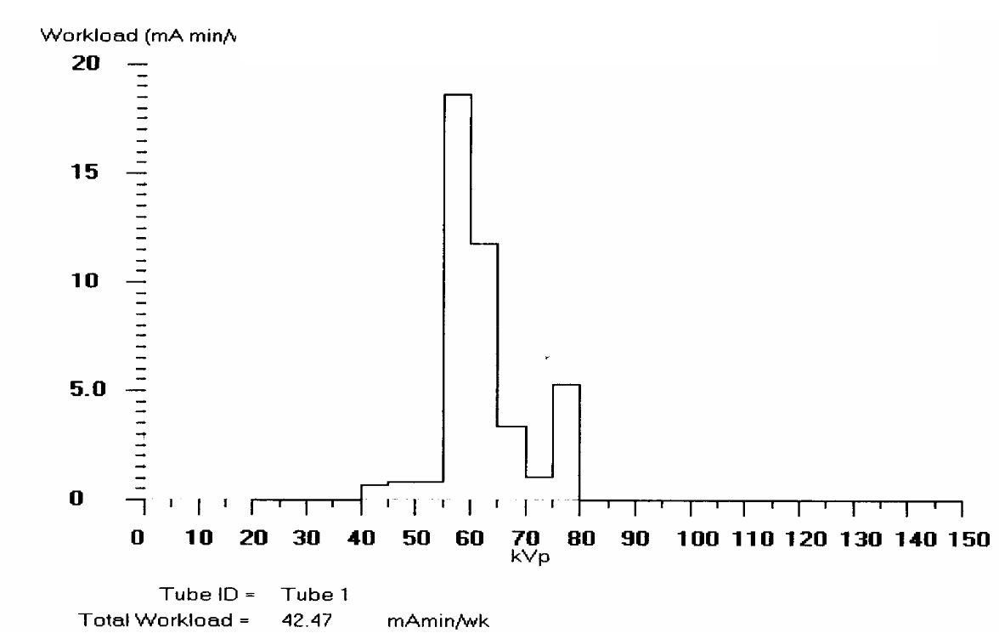 Workload (mA min/
20
15
10
5.0
0
0 10 20 30 40 50 60 70 80 90 100 110 120 130 140 150
kVp
Tube ID = Tube 1
Total Workload = 42.47 mAmin/wk